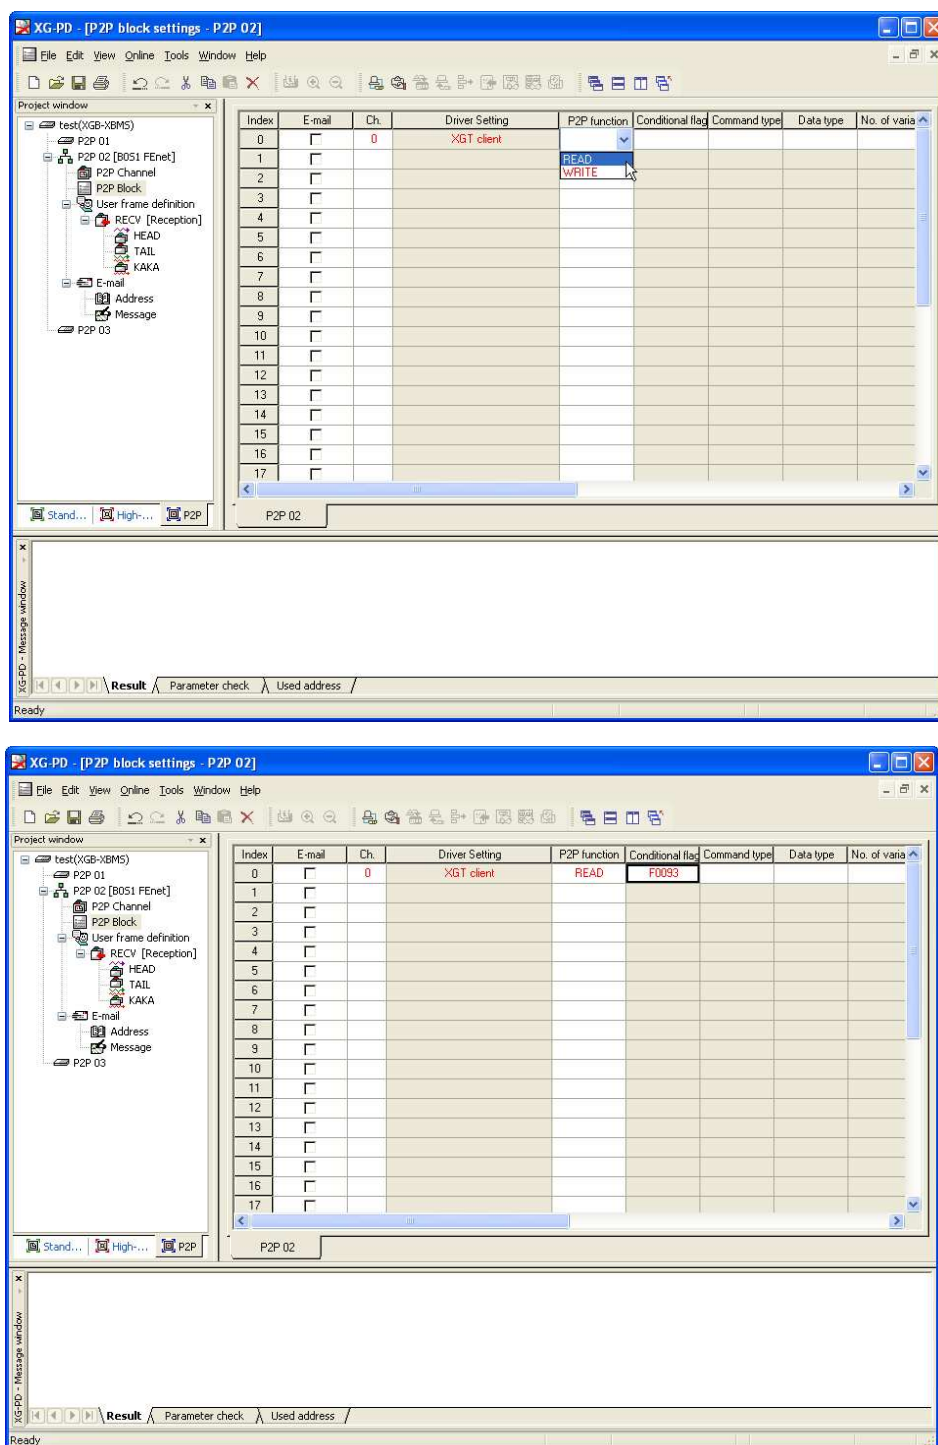 XG-PD - [P2P block settings - P2P 02]
File Edit View Online Tools Window Help
Project window
test(XGB-XBMS)
P2P 01
P2P 02 [B0S1 FEnet]
P2P Channel
P2P Block
User frame definition
RECV [Reception]
HEAD
TAIL
KAKA
E-mail
Address
Message
P2P 03
Stand... High-... P2P
Index E-mail Ch. Driver Setting P2P function Conditional flag Command type Data type No. of varia
0 0 XGT client
READ
WRITE
1
2
3
4
5
6
7
8
9
10
11
12
13
14
15
16
17
P2P 02
XG-PD - Message window
Result Parameter check Used address
Ready
XG-PD - [P2P block settings - P2P 02]
File Edit View Online Tools Window Help
Project window
test(XGB-XBMS)
P2P 01
P2P 02 [B0S1 FEnet]
P2P Channel
P2P Block
User frame definition
RECV [Reception]
HEAD
TAIL
KAKA
E-mail
Address
Message
P2P 03
Stand... High-... P2P
Index E-mail Ch. Driver Setting P2P function Conditional flag Command type Data type No. of varia
0 0 XGT client READ F0093
1
2
3
4
5
6
7
8
9
10
11
12
13
14
15
16
17
P2P 02
XG-PD - Message window
Result Parameter check Used address
Ready